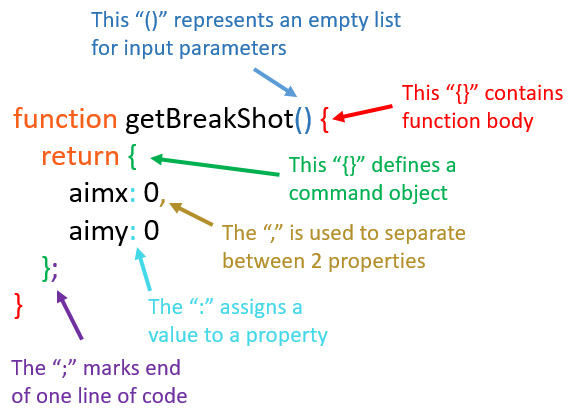 This “()” represents an empty list
for input parameters
This “{}” contains
function body
function getBreakShot() {
return {
This “{}” defines a
command object
aimx: 0,
aimy: 0
The “,” is used to separate
between 2 properties
};
}
The “:” assigns a
value to a property
The “;” marks end
of one line of code